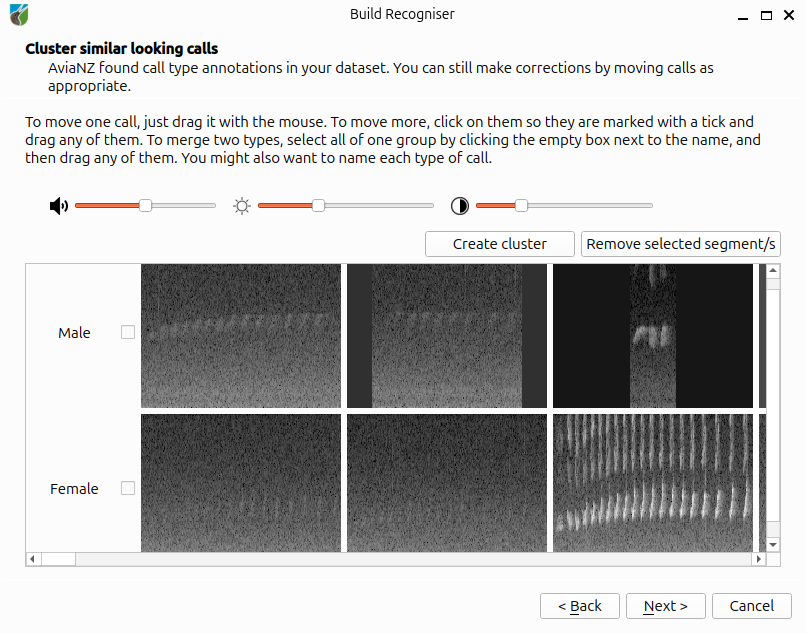 Build Recogniser
Cluster similar looking calls
AviaNZ found call type annotations in your dataset. You can still make corrections by moving calls as
appropriate.
To move one call, just drag it with the mouse. To move more, click on them so they are marked with a tick and
drag any of them. To merge two types, select all of one group by clicking the empty box next to the name, and
then drag any of them. You might also want to name each type of call.
Create cluster
Remove selected segment/s
Male
Female
< Back
Next >
Cancel